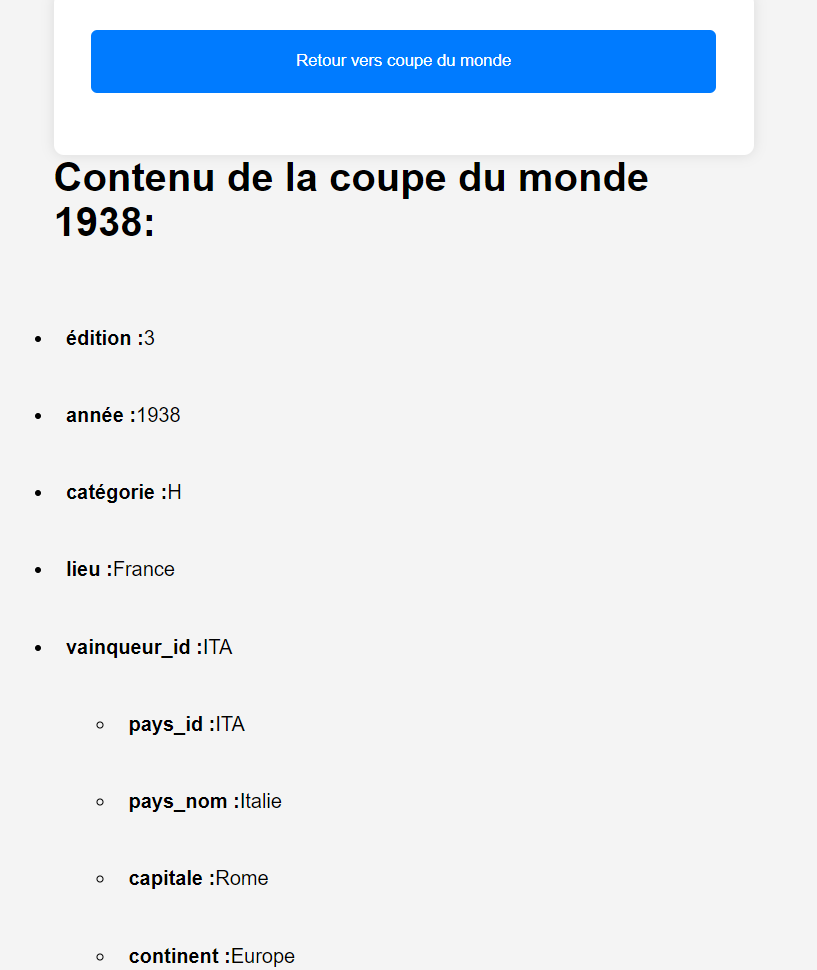 Retour vers coupe du monde
Contenu de la coupe du monde
1938:
édition :3
année :1938
catégorie :H
lieu :France
vainqueur_id :ITA
pays_id :ITA
pays_nom :Italie
capitale :Rome
continent :Europe